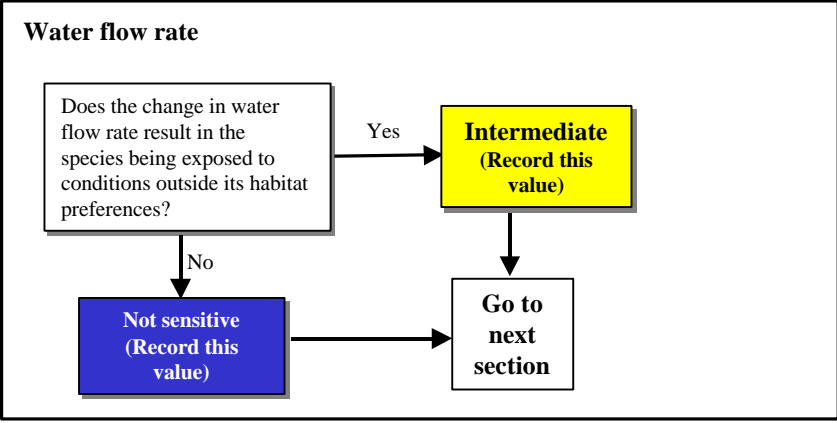 Water flow rate
Does the change in water
flow rate result in the
species being exposed to
conditions outside its habitat
preferences?
Yes
Intermediate
(Record this
value)
No
Not sensitive
(Record this
value)
Go to
next
section